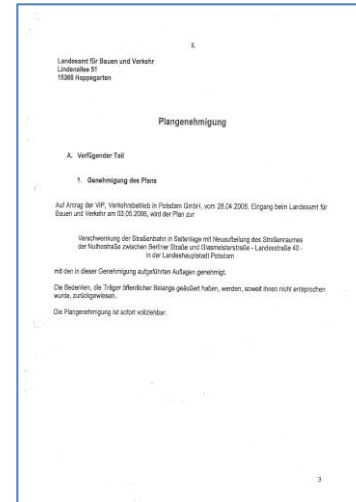 8.
Landesamt für Bauen und Verkehr
Lindenallee 51
15366 Hoppegarten
Plangenehmigung
A. Verfügender Teil
1. Genehmigung des Plans
Auf Antrag der ViP, Verkehrsbetrieb in Potsdam GmbH, vom 28.04.2006, Eingang beim Landesamt für
Bauen und Verkehr am 03.05.2006, wird der Plan zur
Verschwenkung der Straßenbahn in Seitenlage mit Neuaufteilung des Straßenraumes
der Nuthestraße zwischen Berliner Straße und Glasmeisterstraße - Landesstraße 40 -
in der Landeshauptstadt Potsdam
mit den in dieser Genehmigung aufgeführten Auflagen genehmigt.
Die Bedenken, die Träger öffentlicher Belange geäußert haben, werden, soweit ihnen nicht entsprochen
wurde, zurückgewiesen.
Die Plangenehmigung ist sofort vollziehbar.
3